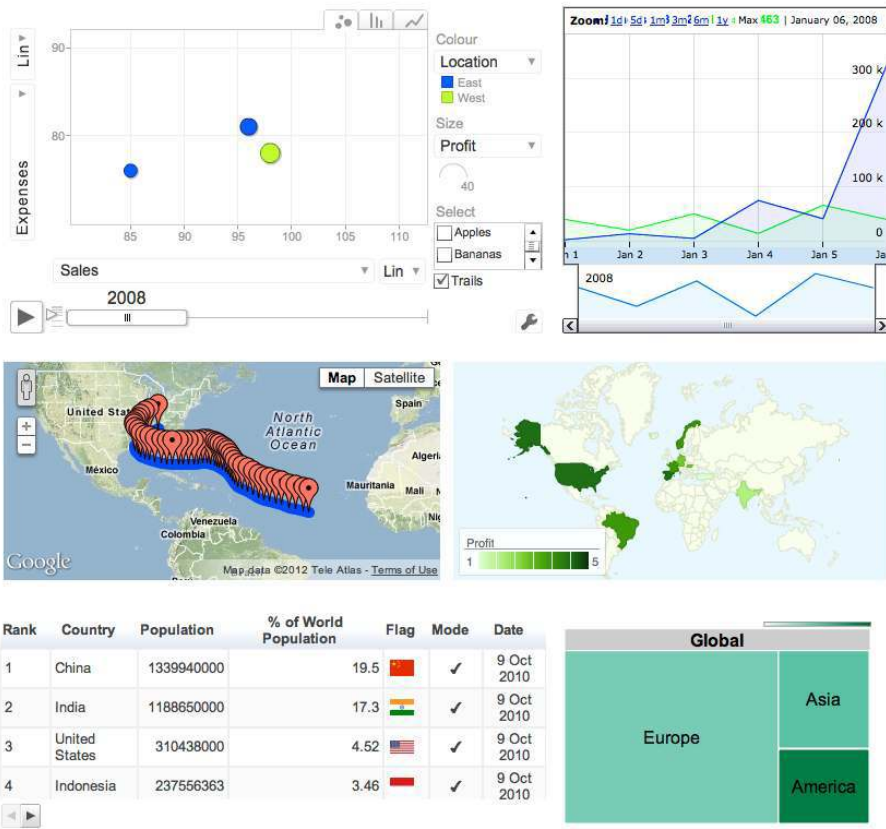 Lin
Expenses
90
80
85
90
95
100
105
110
Colour
Location
East
West
Size
Profit
40
Select
Apples
Bananas
Trails
Sales
Lin
2008
Zoom: 1d 5d 1m 3m 6m 1y Max 463 | January 06, 2008
300 k
200 k
100 k
0
n 1 Jan 2 Jan 3 Jan 4 Jan 5 Ja
2008
Map Satellite
United Stat
North
Atlantic
Ocean
Spain
Algeri
México
Mauritania Mali
Nig
Venezuela
Colombia
Google
Map data ©2012 Tele Atlas - Terms of Use
Profit
1 5
Rank Country Population % of World Population Flag Mode Date
1 China 1339940000 19.5 ✓ 9 Oct 2010
2 India 1188650000 17.3 ✓ 9 Oct 2010
3 United States 310438000 4.52 ✓ 9 Oct 2010
4 Indonesia 237556363 3.46 ✓ 9 Oct 2010
Global
Europe
Asia
America